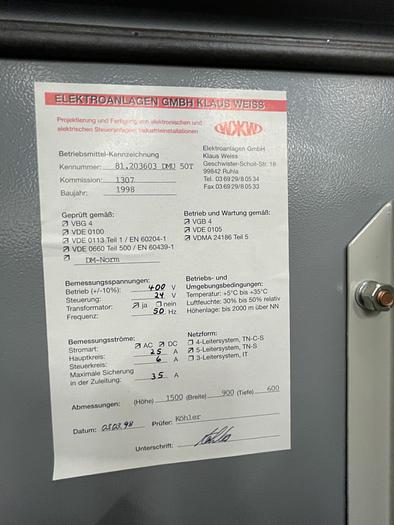 ELEKTROANLAGEN GMBH KLAUS WEISS
Projektierung und Fertigung von elektronischen und
elektrischen Steueranlagen, Industrieinstallationen
WKW
Elektroanlagen GmbH
Klaus Weiss
Geschwister-Scholl-Str. 18
99842 Ruhla
Tel. 03 69 29/8 05 34
Fax 03 69 29/8 05 33
Betriebsmittel-Kennzeichnung
Kennummer: 81.203603 DMU 50T
Kommission: 1307
Baujahr: 1998
Geprüft gemäß:
VBG 4
VDE 0100
VDE 0113 Teil 1 / EN 60204-1
VDE 0660 Teil 500 / EN 60439-1
DM-Norm
Betrieb und Wartung gemäß:
VGB 4
VDE 0105
VDMA 24186 Teil 5
Bemessungsspannungen:
Betrieb (+/-10%): 400 V
Steuerung: 24 V
Transformator: ja nein
Frequenz: 50 Hz
Betriebs- und
Umgebungsbedingungen:
Temperatur: +5°C bis +35°C
Luftfeuchte: 30% bis 50% relativ
Höhenlage: bis 2000 m über NN
Bemessungsströme:
Stromart: AC DC
Hauptkreis: 25 A
Steuerkreis: 6 A
Maximale Sicherung
in der Zuleitung: 35 A
Netzform:
4-Leitersystem, TN-C-S
5-Leitersystem, TN-S
3-Leitersystem, IT
Abmessungen: (Höhe) 1500 (Breite) 900 (Tiefe) 600
Datum: 03.03.98 Prüfer: Köhler
Unterschrift: